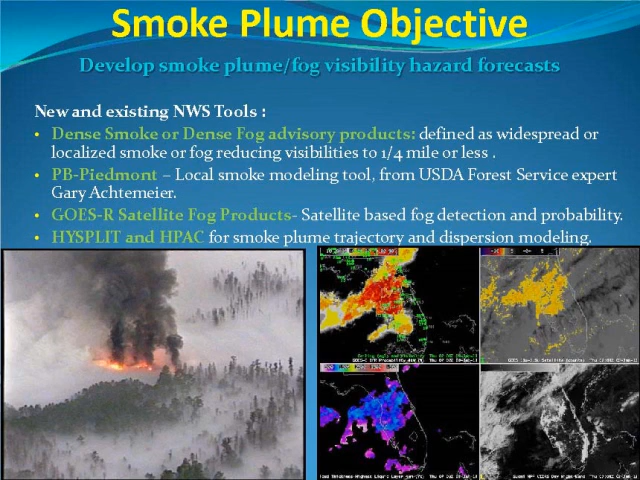 Smoke Plume Objective
Develop smoke plume/fog visibility hazard forecasts
New and existing NWS Tools :
• Dense Smoke or Dense Fog advisory products: defined as widespread or
localized smoke or fog reducing visibilities to 1/4 mile or less .
• PB-Piedmont – Local smoke modeling tool, from USDA Forest Service expert
Gary Achtemeier.
• GOES-R Satellite Fog Products- Satellite based fog detection and probability.
• HYSPLIT and HPAC for smoke plume trajectory and dispersion modeling.